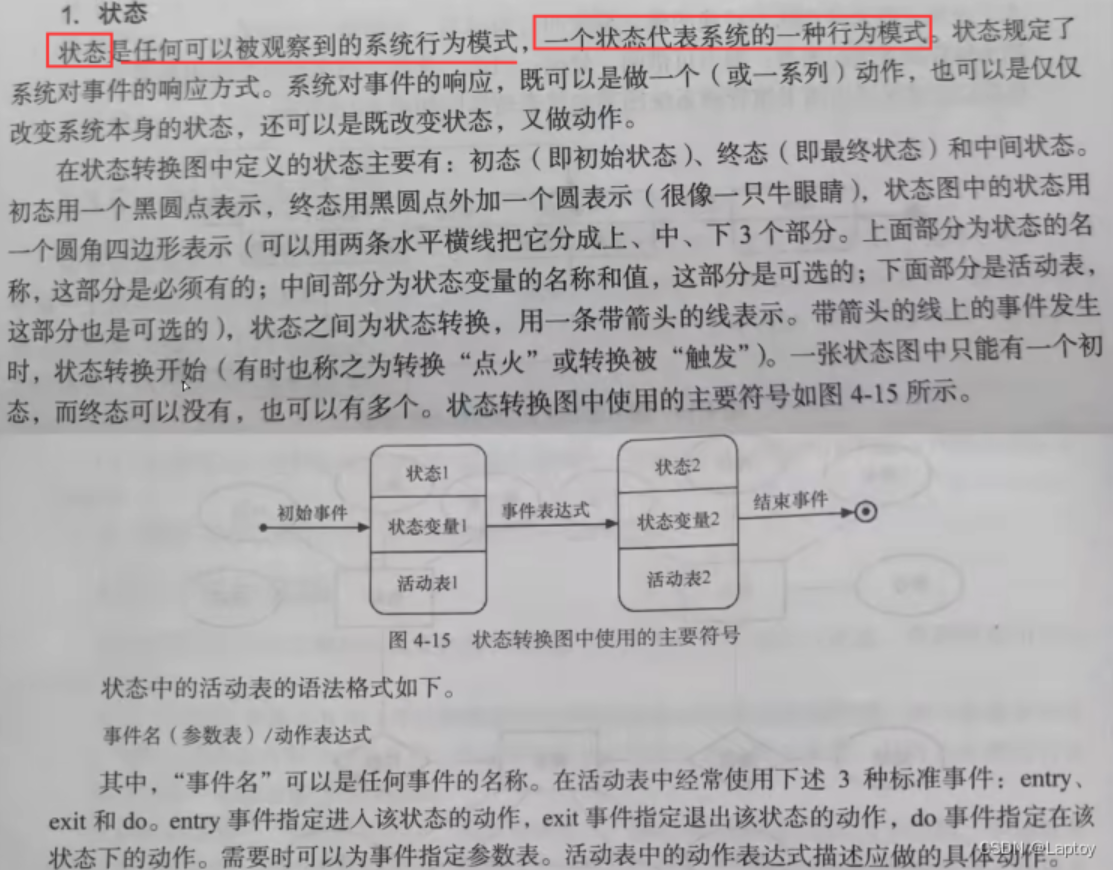 1. 状态
状态是任何可以被观察到的系统行为模式，一个状态代表系统的一种行为模式。状态规定了
系统对事件的响应方式。系统对事件的响应，既可以是做一个（或一系列）动作，也可以是仅仅
改变系统本身的状态，还可以是既改变状态，又做动作。
在状态转换图中定义的状态主要有：初态（即初始状态）、终态（即最终状态）和中间状态。
初态用一个黑圆点表示，终态用黑圆点外加一个圆表示（很像一只牛眼睛），状态图中的状态用
一个圆角四边形表示（可以用两条水平横线把它分成上、中、下3个部分。上面部分为状态的名
称，这部分是必须有的；中间部分为状态变量的名称和值，这部分是可选的；下面部分是活动表，
这部分也是可选的），状态之间为状态转换，用一条带箭头的线表示。带箭头的线上的事件发生
时，状态转换开始（有时也称之为转换“点火”或转换被“触发”）。一张状态图中只能有一个初
态，而终态可以没有，也可以有多个。状态转换图中使用的主要符号如图4-15所示。
初始事件
状态1
状态变量1
活动表1
事件表达式
状态2
状态变量2
活动表2
结束事件
图4-15 状态转换图中使用的主要符号
状态中的活动表的语法格式如下。
事件名（参数表）/动作表达式
其中，“事件名”可以是任何事件的名称。在活动表中经常使用下述 3 种标准事件：entry、
exit 和 do。entry 事件指定进入该状态的动作，exit 事件指定退出该状态的动作，do 事件指定在该
状态下的动作。需要时可以为事件指定参数表。活动表中的动作表达式描述应做的具体动作。
CSDN @Laptoy